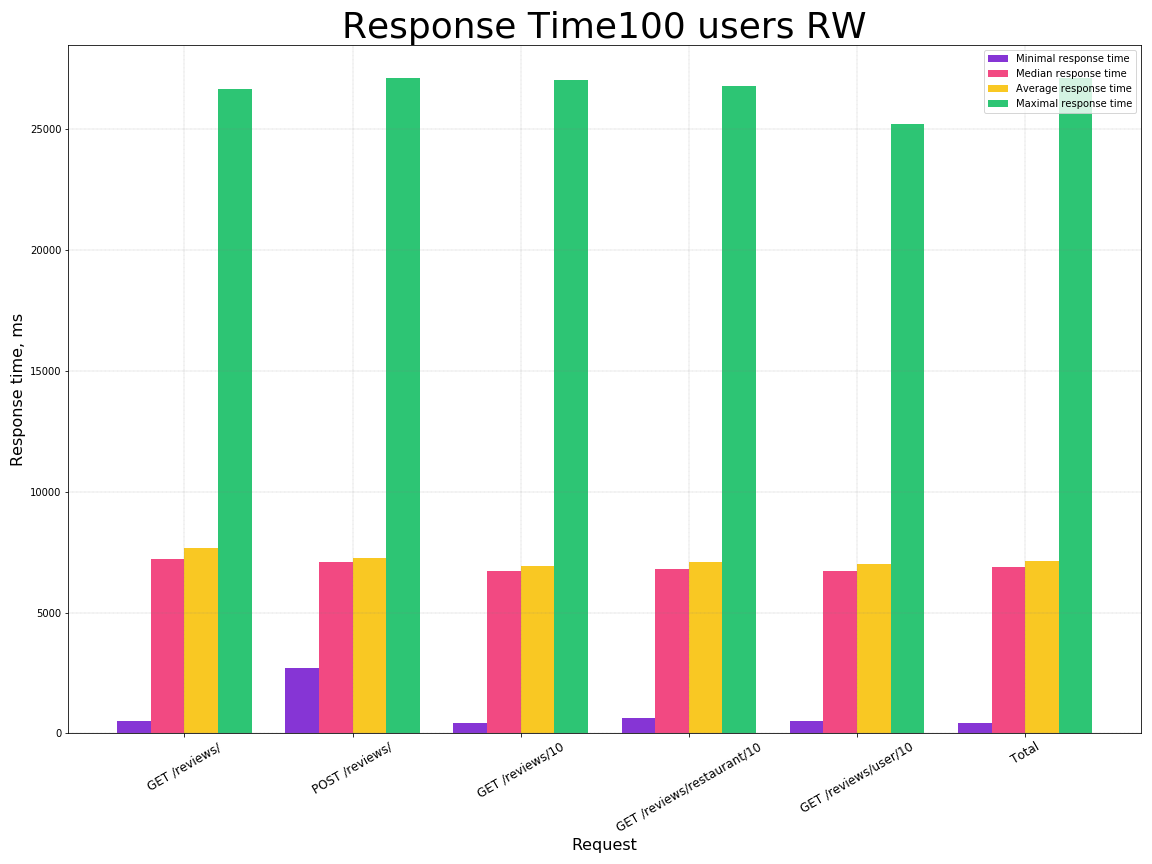 Response Time100 users RW
Minimal response time
Median response time
Average response time
Maximal response time
Response time, ms
25000
20000
15000
10000
5000
0
GET /reviews/
POST /reviews/
GET /reviews/10
GET /reviews/restaurant/10
GET /reviews/user/10
Total
Request